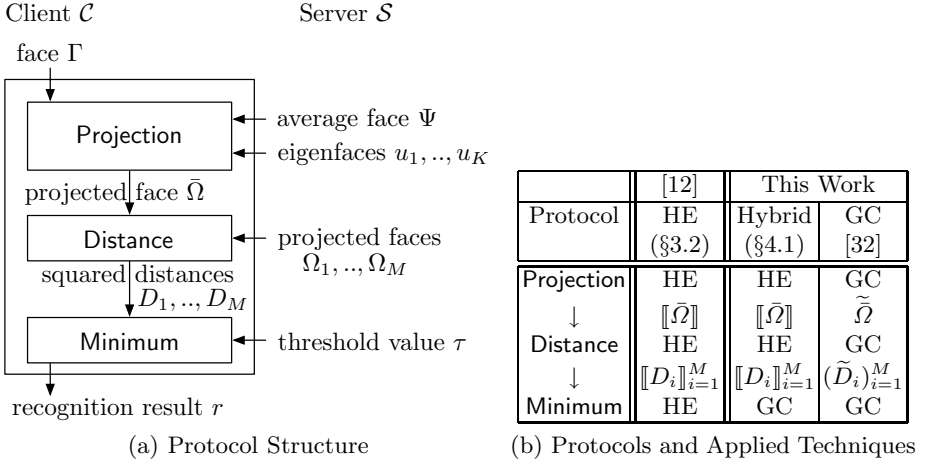 Client 𝒞 Server 𝒮
face Γ
Projection
average face Ψ
eigenfaces u₁, .., u_K
projected face Ω̄
Distance
projected faces
Ω₁, .., Ω_M
squared distances
D₁, .., D_M
Minimum
threshold value τ
recognition result r
(a) Protocol Structure
[12] This Work
Protocol HE Hybrid GC
(§3.2) (§4.1) [32]
Projection HE HE GC
↓ ⟦Ω̄⟧ ⟦Ω̄⟧ Ω̄̃
Distance HE HE GC
↓ ⟦D_i⟧_{i=1}^M ⟦D_i⟧_{i=1}^M (D̃_i)_{i=1}^M
Minimum HE GC GC
(b) Protocols and Applied Techniques